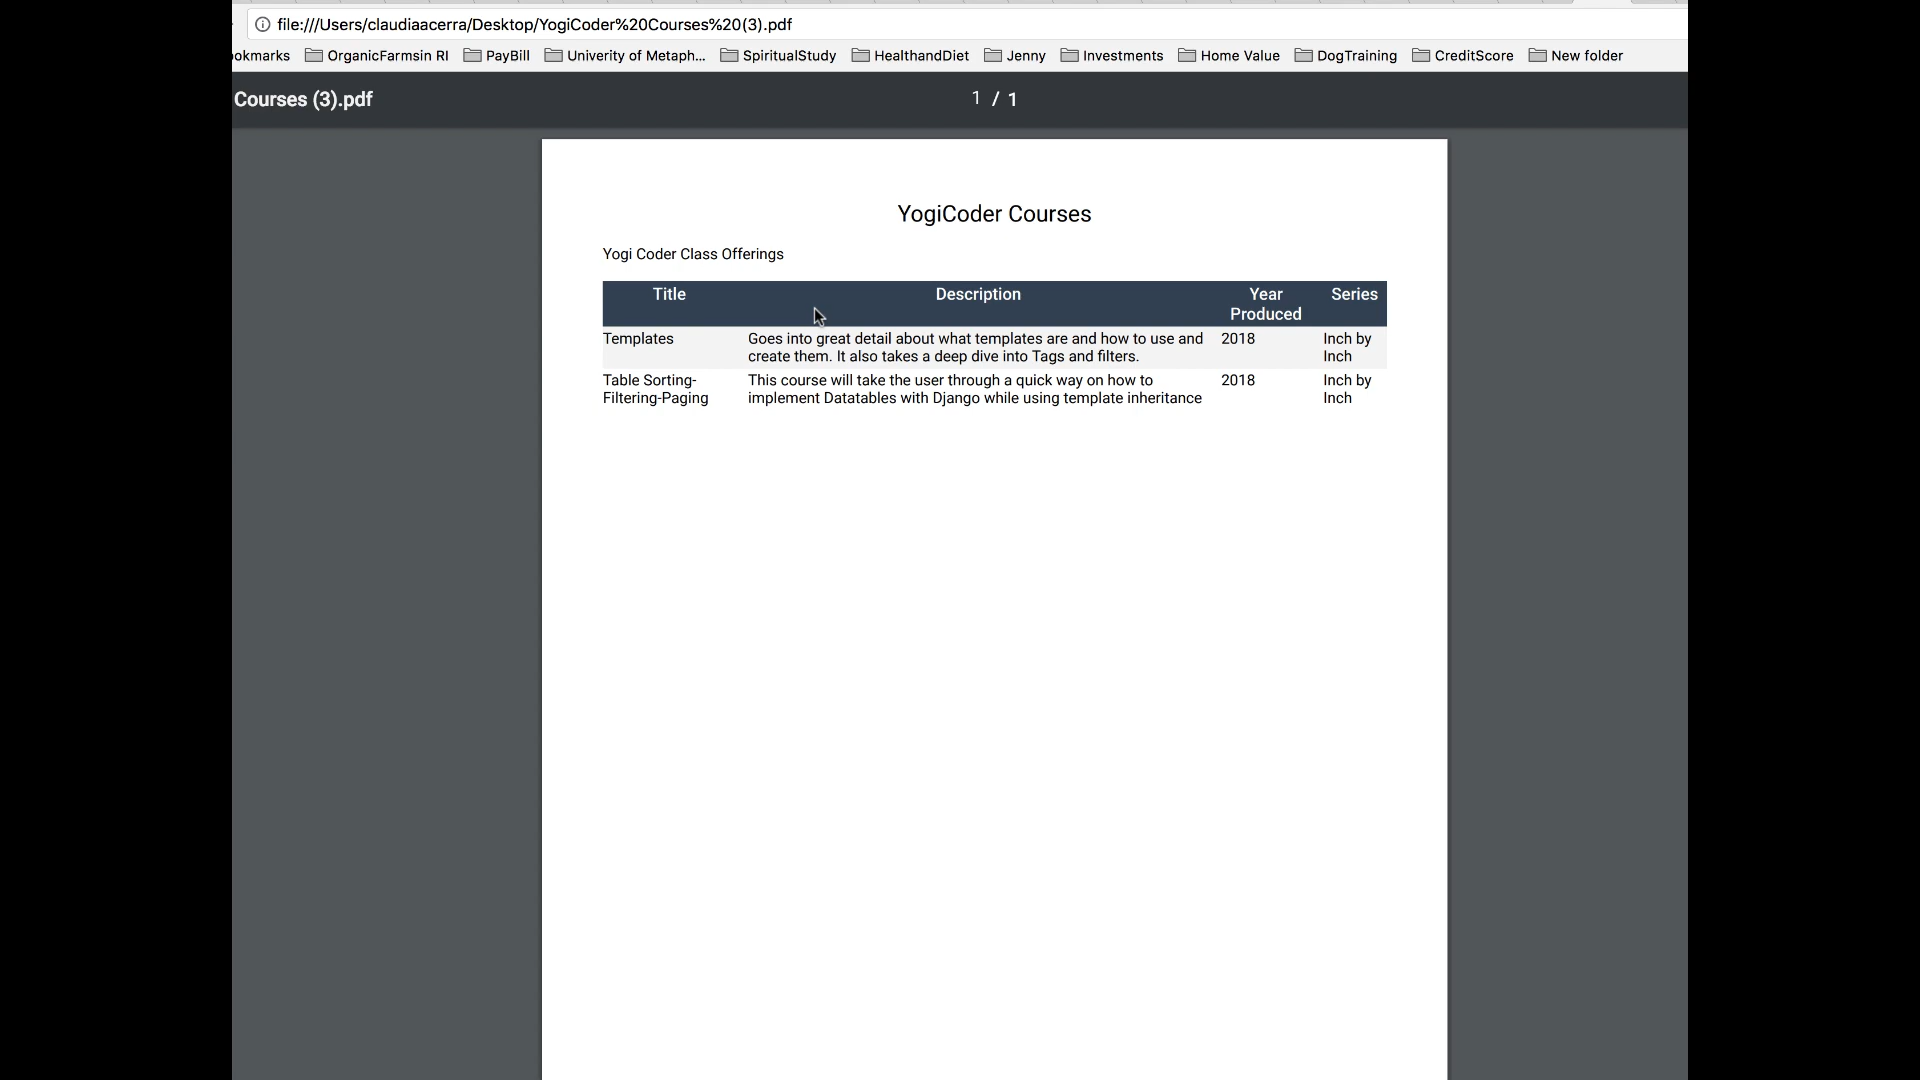 file:///Users/claudiaacerra/Desktop/YogiCoder%20Courses%20(3).pdf
ookmarks OrganicFarmsin RI PayBill Univerity of Metaph... SpiritualStudy HealthandDiet Jenny Investments Home Value DogTraining CreditScore New folder
Courses (3).pdf 1 / 1
YogiCoder Courses
Yogi Coder Class Offerings
Title Description Year Series
Produced
Templates Goes into great detail about what templates are and how to use and 2018 Inch by
create them. It also takes a deep dive into Tags and filters. Inch
Table Sorting- This course will take the user through a quick way on how to 2018 Inch by
Filtering-Paging implement Datatables with Django while using template inheritance Inch